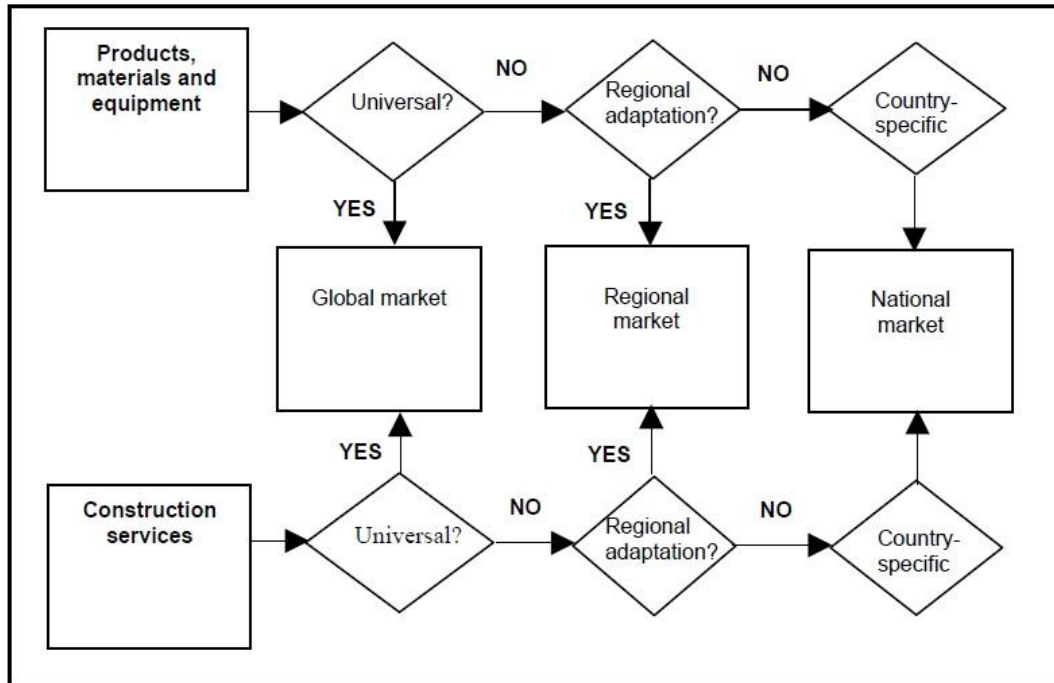 Products,
materials and
equipment
Universal?
NO
Regional
adaptation?
NO
Country-
specific
YES
YES
Global market
Regional
market
National
market
YES
YES
Construction
services
Universal?
NO
Regional
adaptation?
NO
Country-
specific